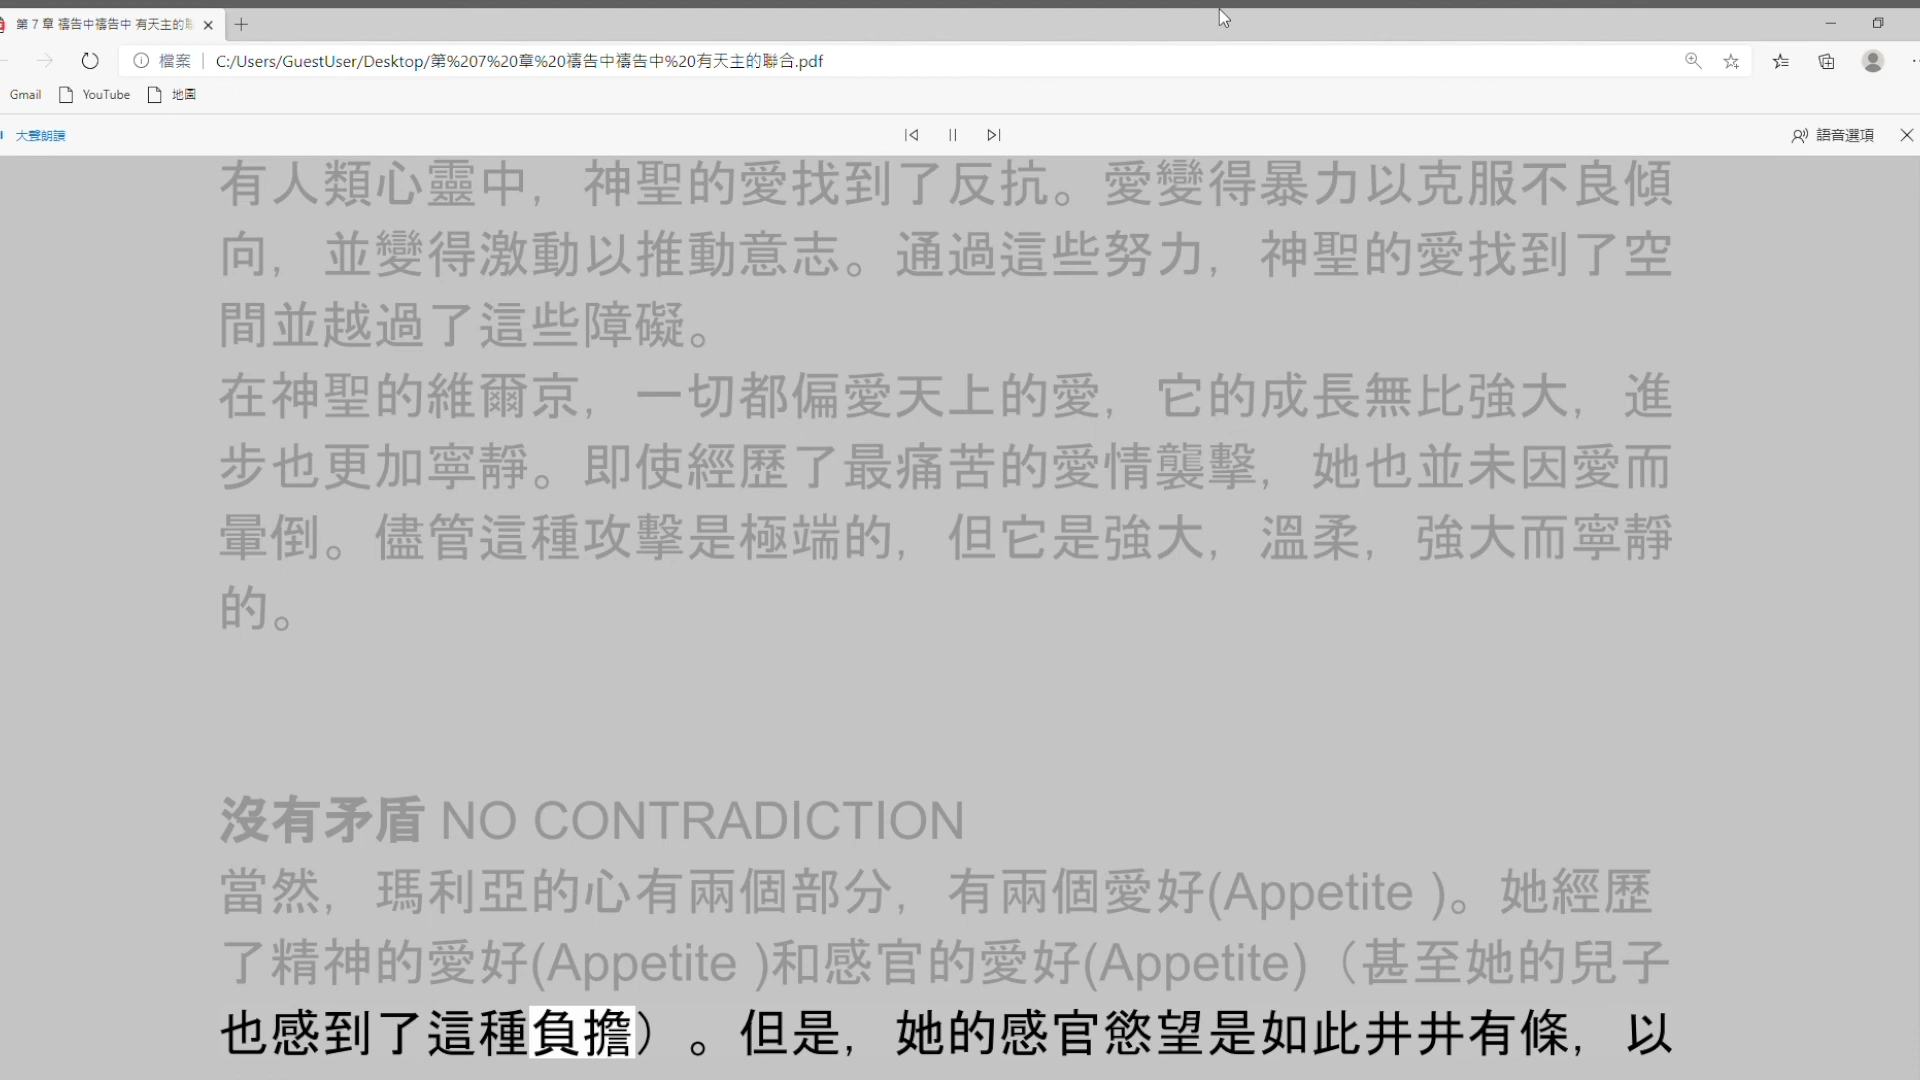 第 7 章 禱告中禱告中 有天主的
檔案 C:/Users/GuestUser/Desktop/第%207%20章%20禱告中禱告中%20有天主的聯合.pdf
Gmail YouTube 地圖
大聲朗讀 語音選項
有人類心靈中，神聖的愛找到了反抗。愛變得暴力以克服不良傾
向，並變得激動以推動意志。通過這些努力，神聖的愛找到了空
間並越過了這些障礙。
在神聖的維爾京，一切都偏愛天上的愛，它的成長無比強大，進
步也更加寧靜。即使經歷了最痛苦的愛情襲擊，她也並未因愛而
暈倒。儘管這種攻擊是極端的，但它是強大，溫柔，強大而寧靜
的。
沒有矛盾 NO CONTRADICTION
當然，瑪利亞的心有兩個部分，有兩個愛好(Appetite )。她經歷
了精神的愛好(Appetite )和感官的愛好(Appetite)（甚至她的兒子
也感到了這種負擔）。但是，她的感官慾望是如此井井有條，以